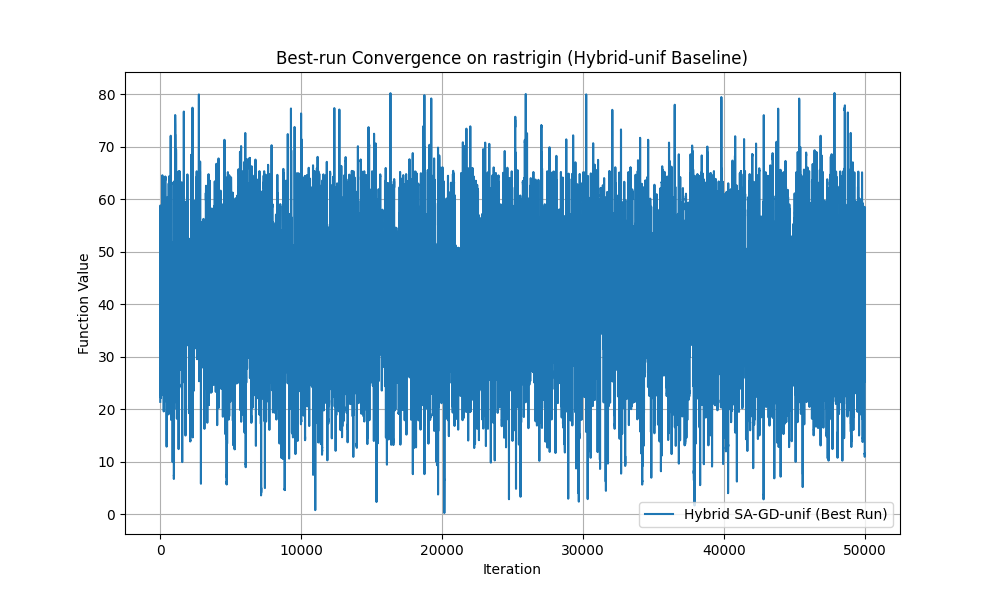 Best-run Convergence on rastrigin (Hybrid-unif Baseline)
80
70
60
50
40
30
20
10
0
Function Value
Hybrid SA-GD-unif (Best Run)
0 10000 20000 30000 40000 50000
Iteration